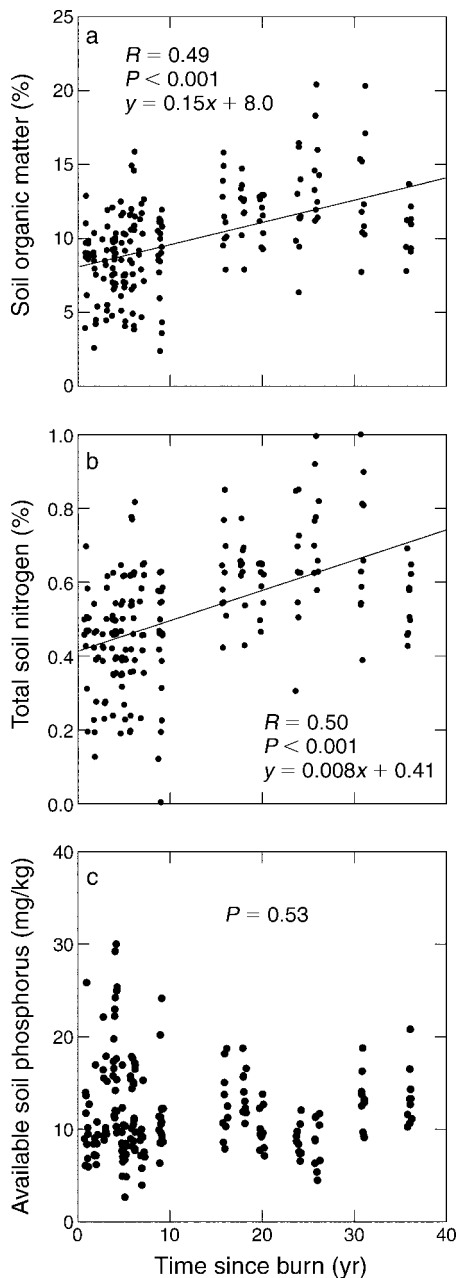 a
R = 0.49
P < 0.001
y = 0.15x + 8.0
Soil organic matter (%)
25
20
15
10
5
0
b
R = 0.50
P < 0.001
y = 0.008x + 0.41
Total soil nitrogen (%)
1.0
0.8
0.6
0.4
0.2
0.0
c
P = 0.53
Available soil phosphorus (mg/kg)
40
30
20
10
0
0 10 20 30 40
Time since burn (yr)